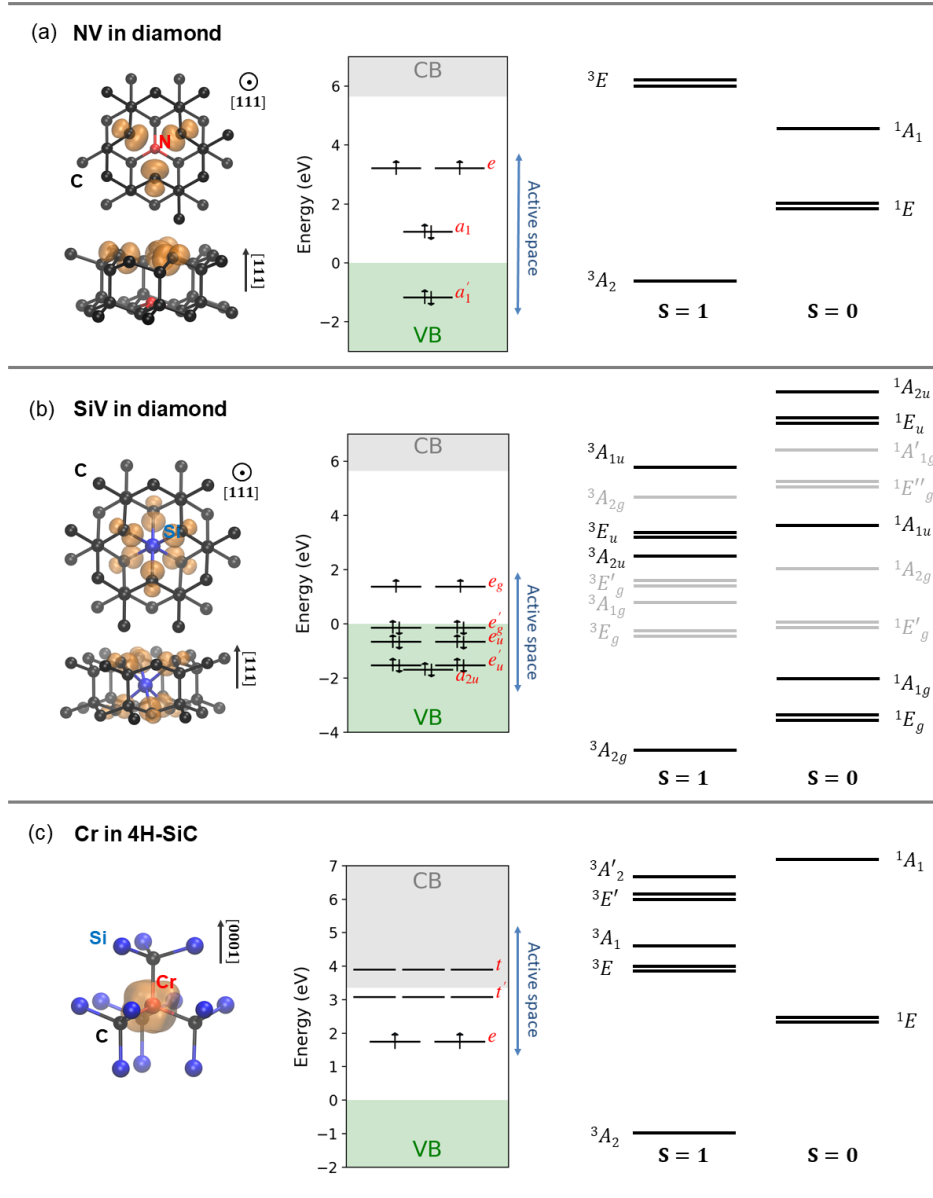 (a) NV in diamond
[111]
N
C
[111]
CB
6
4
2
0
−2
Energy (eV)
e
a₁
a₁′
VB
Active space
³E
³A₂
S = 1
¹A₁
¹E
S = 0
(b) SiV in diamond
C
[111]
Si
[111]
CB
6
4
2
0
−2
−4
Energy (eV)
e_g
e_g′
e_u
e_u′
a₂ᵤ
VB
Active space
³A₁ᵤ
³A₂g
³Eᵤ
³A₂ᵤ
³E′g
³A₁g
³Eg
³A₂g
S = 1
¹A₂ᵤ
¹Eᵤ
¹A′₁g
¹E′′g
¹A₁ᵤ
¹A₂g
¹E′g
¹A₁g
¹Eg
S = 0
(c) Cr in 4H-SiC
[0001]
Si
Cr
C
CB
7
6
5
4
3
2
1
0
−1
−2
Energy (eV)
t
t′
e
VB
Active space
³A′₂
³E′
³A₁
³E
³A₂
S = 1
¹A₁
¹E
S = 0